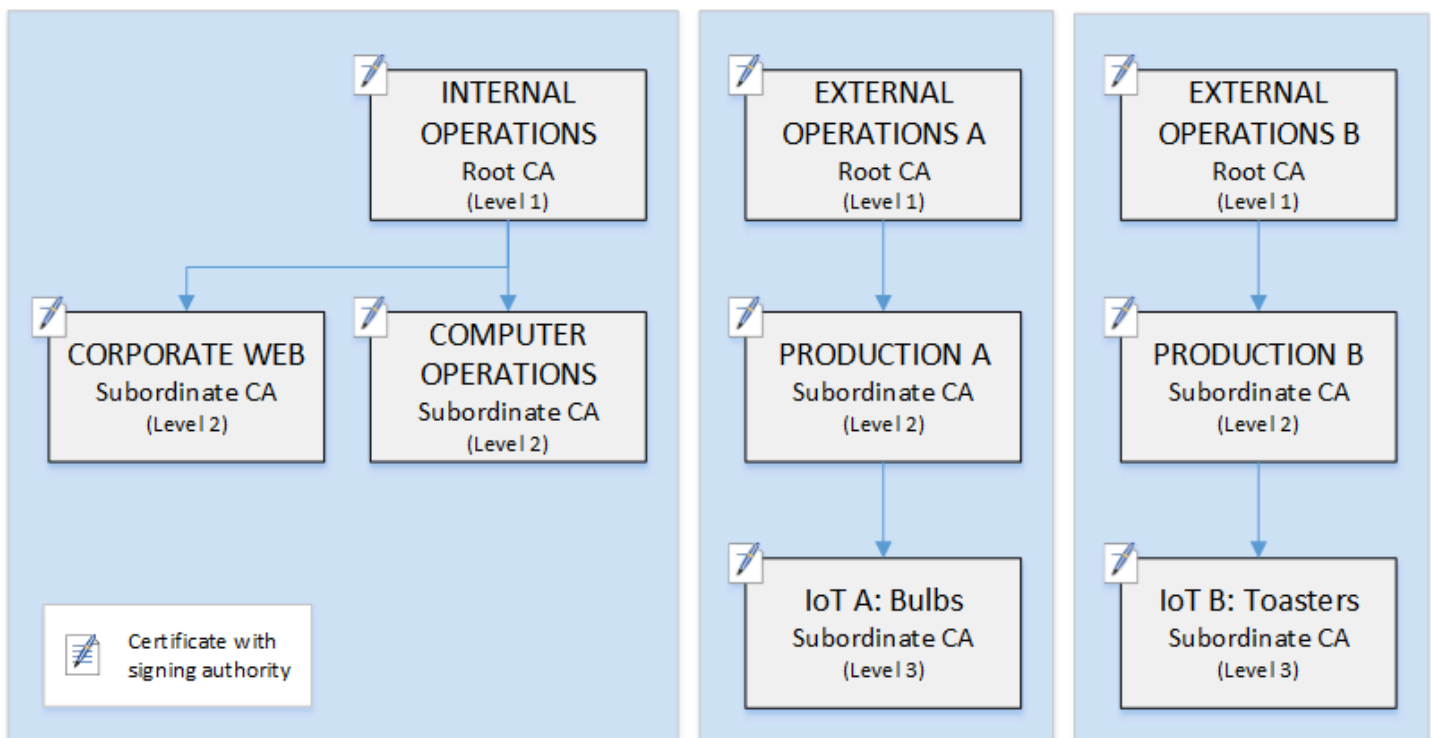 INTERNAL
OPERATIONS
Root CA
(Level 1)
EXTERNAL
OPERATIONS A
Root CA
(Level 1)
EXTERNAL
OPERATIONS B
Root CA
(Level 1)
CORPORATE WEB
Subordinate CA
(Level 2)
COMPUTER
OPERATIONS
Subordinate CA
(Level 2)
PRODUCTION A
Subordinate CA
(Level 2)
PRODUCTION B
Subordinate CA
(Level 2)
IoT A: Bulbs
Subordinate CA
(Level 3)
IoT B: Toasters
Subordinate CA
(Level 3)
Certificate with
signing authority